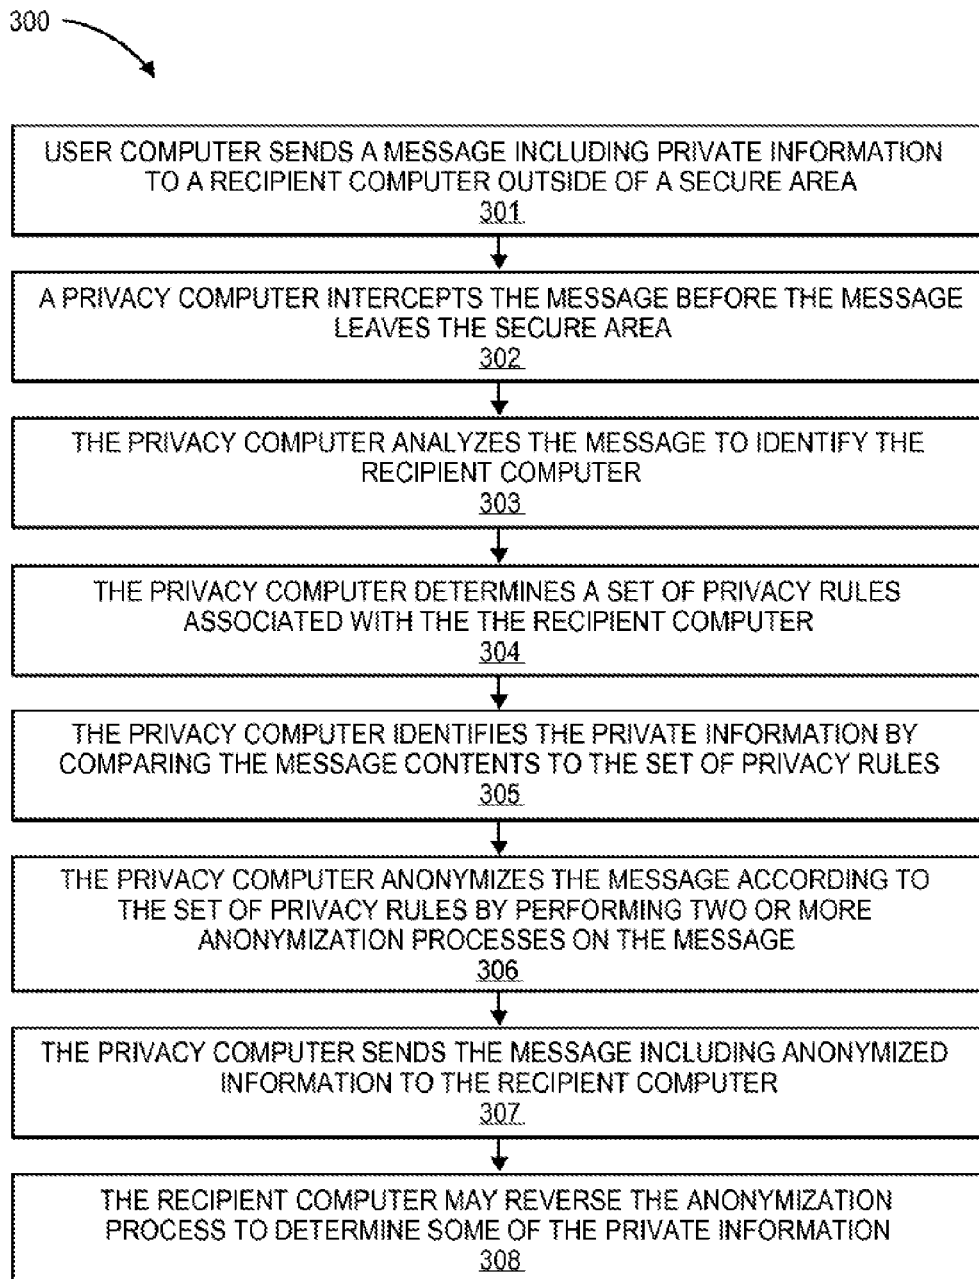 300
USER COMPUTER SENDS A MESSAGE INCLUDING PRIVATE INFORMATION
TO A RECIPIENT COMPUTER OUTSIDE OF A SECURE AREA
301
A PRIVACY COMPUTER INTERCEPTS THE MESSAGE BEFORE THE MESSAGE
LEAVES THE SECURE AREA
302
THE PRIVACY COMPUTER ANALYZES THE MESSAGE TO IDENTIFY THE
RECIPIENT COMPUTER
303
THE PRIVACY COMPUTER DETERMINES A SET OF PRIVACY RULES
ASSOCIATED WITH THE THE RECIPIENT COMPUTER
304
THE PRIVACY COMPUTER IDENTIFIES THE PRIVATE INFORMATION BY
COMPARING THE MESSAGE CONTENTS TO THE SET OF PRIVACY RULES
305
THE PRIVACY COMPUTER ANONYMIZES THE MESSAGE ACCORDING TO
THE SET OF PRIVACY RULES BY PERFORMING TWO OR MORE
ANONYMIZATION PROCESSES ON THE MESSAGE
306
THE PRIVACY COMPUTER SENDS THE MESSAGE INCLUDING ANONYMIZED
INFORMATION TO THE RECIPIENT COMPUTER
307
THE RECIPIENT COMPUTER MAY REVERSE THE ANONYMIZATION
PROCESS TO DETERMINE SOME OF THE PRIVATE INFORMATION
308